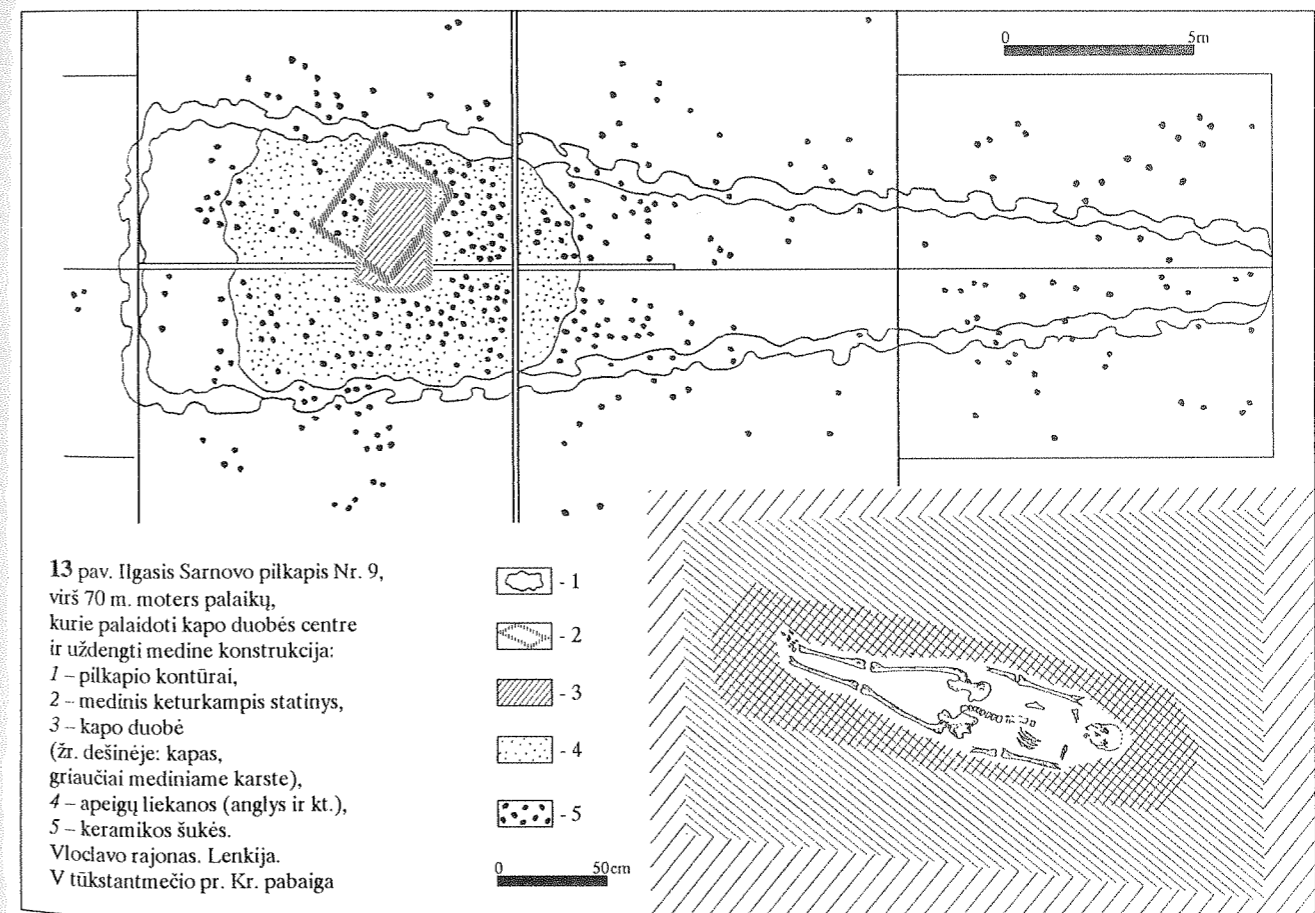 0 5m
13 pav. Ilgasis Sarnovo pilkapis Nr. 9,
virš 70 m. moters palaikų,
kurie palaidoti kapo duobės centre
ir uždengti medine konstrukcija:
1 – pilkapio kontūrai,
2 – medinis keturkampis statinys,
3 – kapo duobė
(žr. dešinėje: kapas,
griaučiai mediniame karste),
4 – apeigų liekanos (anglys ir kt.),
5 – keramikos šukės.
Vloclavo rajonas. Lenkija.
V tūkstantmečio pr. Kr. pabaiga
- 1
- 2
- 3
- 4
- 5
0 50cm